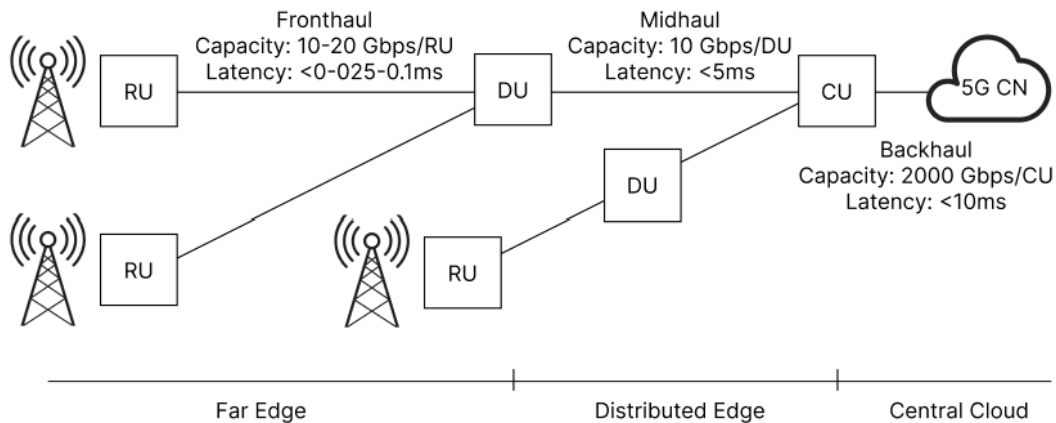 Fronthaul
Capacity: 10-20 Gbps/RU
Latency: <0-025-0.1ms
Midhaul
Capacity: 10 Gbps/DU
Latency: <5ms
RU
DU
CU
5G CN
Backhaul
Capacity: 2000 Gbps/CU
Latency: <10ms
DU
RU
RU
Far Edge
Distributed Edge
Central Cloud